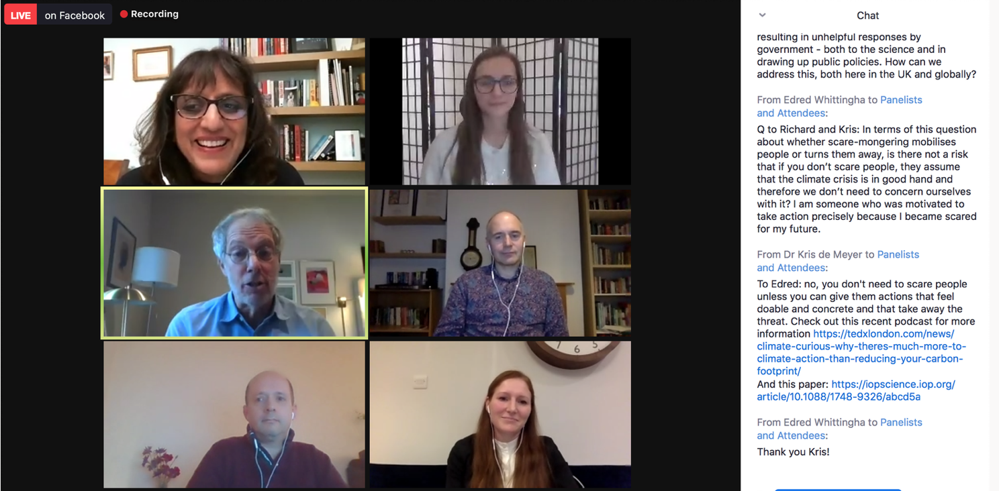 LIVE on Facebook Recording
Chat
resulting in unhelpful responses by
government - both to the science and in
drawing up public policies. How can we
address this, both here in the UK and globally?
From Edred Whittingha to Panelists
and Attendees:
Q to Richard and Kris: In terms of this question
about whether scare-mongering mobilises
people or turns them away, is there not a risk
that if you don’t scare people, they assume
that the climate crisis is in good hand and
therefore we don’t need to concern ourselves
with it? I am someone who was motivated to
take action precisely because I became scared
for my future.
From Dr Kris de Meyer to Panelists
and Attendees:
To Edred: no, you don't need to scare people
unless you can give them actions that feel
doable and concrete and that take away the
threat. Check out this recent podcast for more
information https://tedxlondon.com/news/
climate-curious-why-theres-much-more-to-
climate-action-than-reducing-your-carbon-
footprint/
And this paper: https://iopscience.iop.org/
article/10.1088/1748-9326/abcd5a
From Edred Whittingha to Panelists
and Attendees:
Thank you Kris!
7 6 5